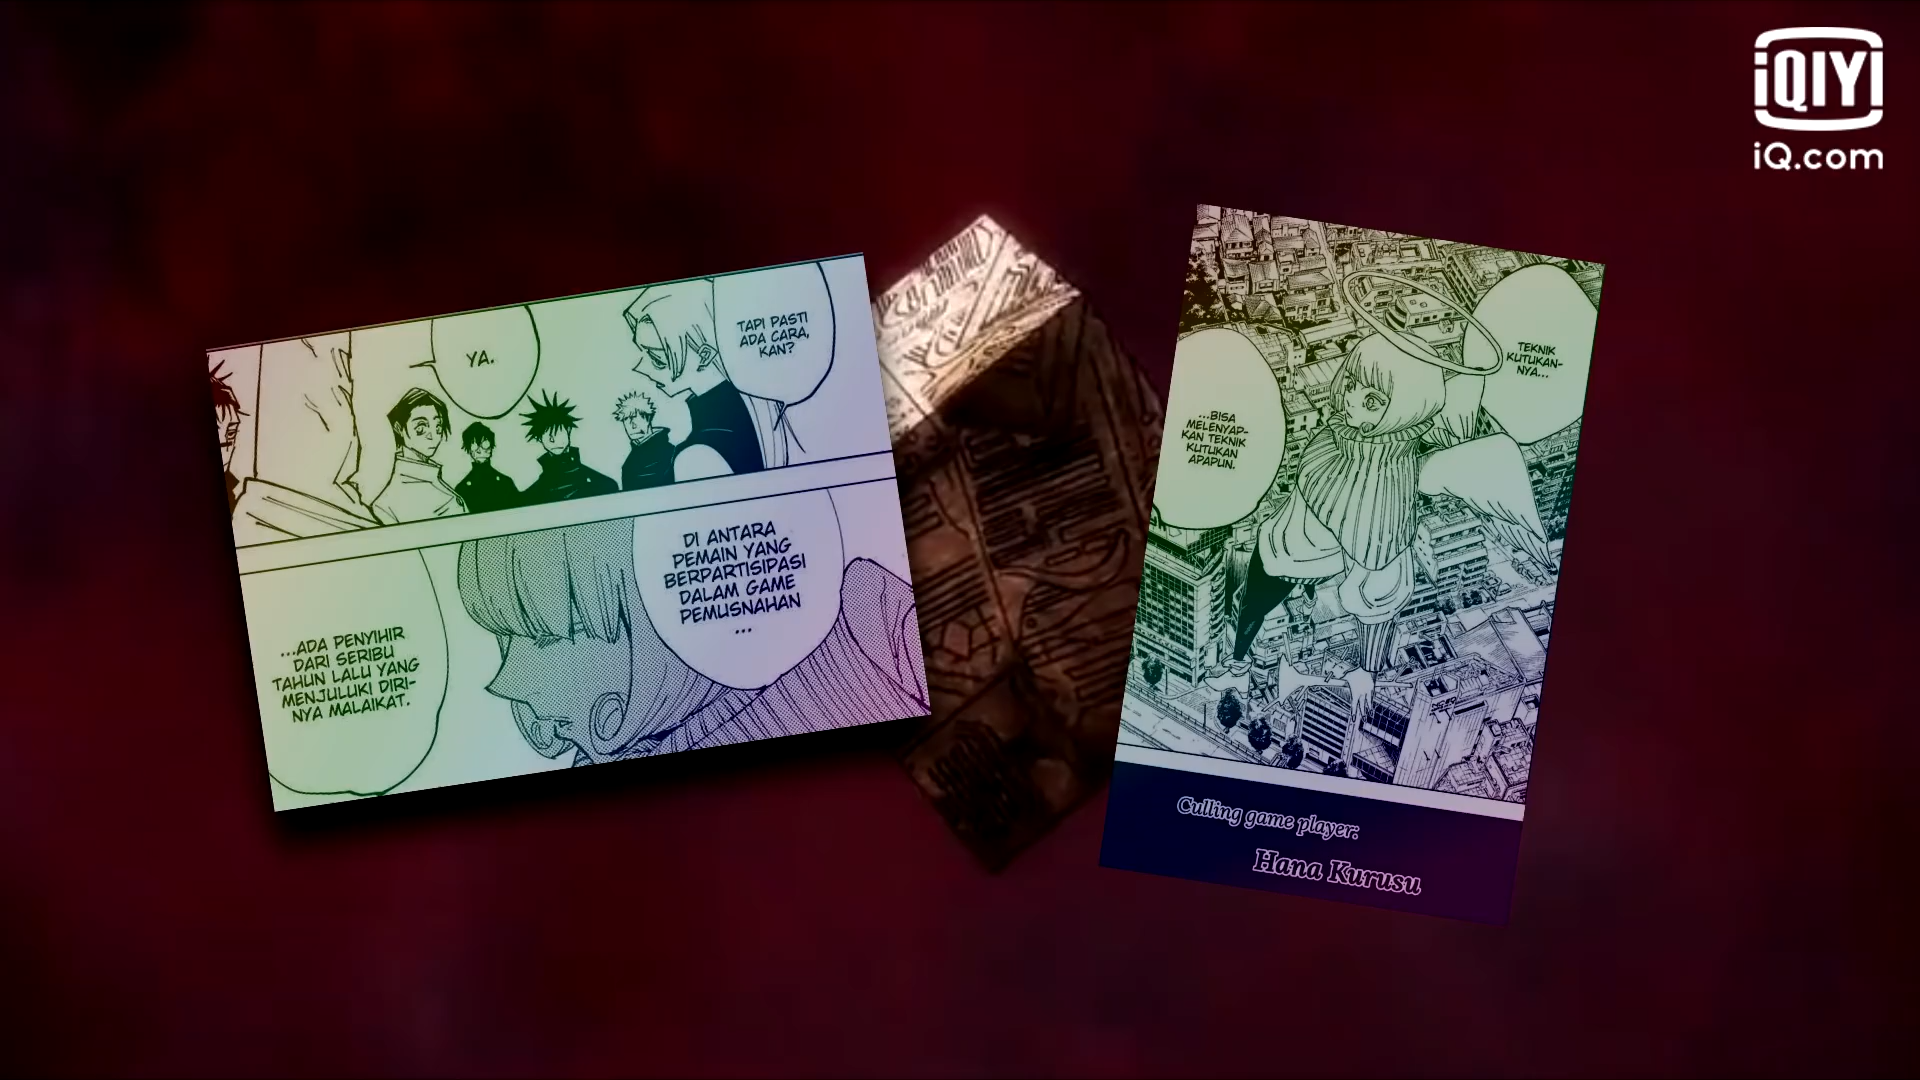 iQIYI
iQ.com
TAPI PASTI
ADA CARA,
KAN?
YA.
DI ANTARA
PEMAIN YANG
BERPARTISIPASI
DALAM GAME
PEMUSNAHAN
...
...ADA PENYIHIR
DARI SERIBU
TAHUN LALU YANG
MENJULUKI DIRI-
NYA MALAIKAT.
TEKNIK
KUTUKAN-
NYA...
...BISA
MELENYAP-
KAN TEKNIK
KUTUKAN
APAPUN.
Culling game player:
Hana Kurusu